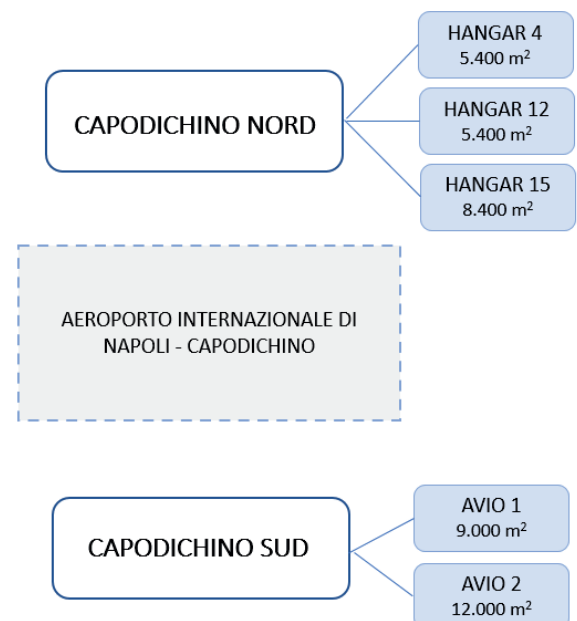 HANGAR 4
5.400 m²
CAPODICHINO NORD
HANGAR 12
5.400 m²
HANGAR 15
8.400 m²
AEROPORTO INTERNAZIONALE DI
NAPOLI - CAPODICHINO
AVIO 1
9.000 m²
CAPODICHINO SUD
AVIO 2
12.000 m²